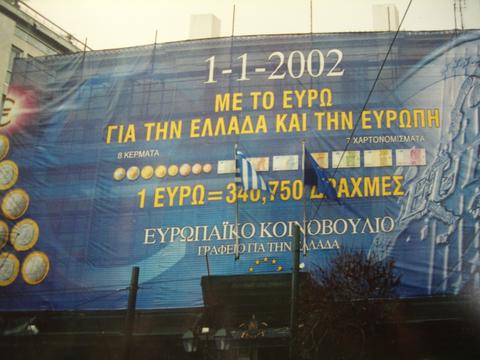 1-1-2002
ΜΕ ΤΟ ΕΥΡΩ
ΓΙΑ ΤΗΝ ΕΛΛΑΔΑ ΚΑΙ ΤΗΝ ΕΥΡΩΠΗ
8 ΚΕΡΜΑΤΑ
7 ΧΑΡΤΟΝΟΜΙΣΜΑΤΑ
1 ΕΥΡΩ = 340,750 ΔΡΑΧΜΕΣ
ΕΥΡΩΠΑΪΚΟ ΚΟΙΝΟΒΟΥΛΙΟ
ΓΡΑΦΕΙΟ ΓΙΑ ΤΗΝ ΕΛΛΑΔΑ